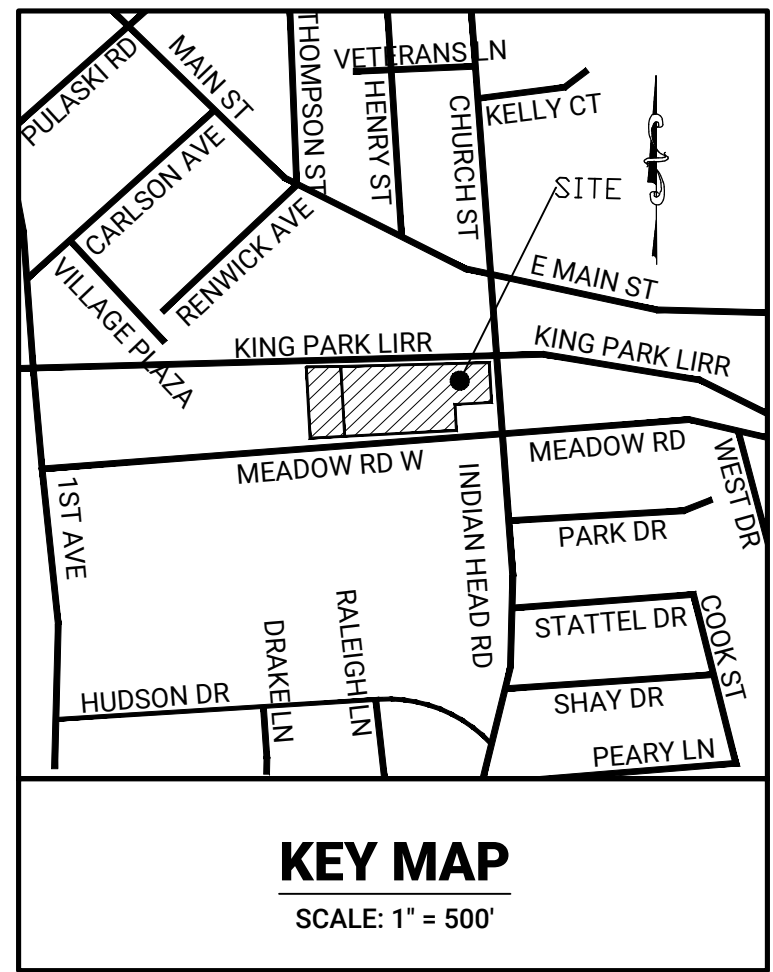 PULASKI RD
MAIN ST
THOMPSON ST
VETERANS LN
HENRY ST
CHURCH ST
KELLY CT
CARLSON AVE
RENWICK AVE
VILLAGE PLAZA
SITE
E MAIN ST
KING PARK LIRR
KING PARK LIRR
MEADOW RD W
MEADOW RD
WEST DR
1ST AVE
INDIAN HEAD RD
PARK DR
STATTEL DR
COOK ST
RALEIGH LN
DRAKE LN
HUDSON DR
SHAY DR
PEARY LN
KEY MAP
SCALE: 1" = 500'